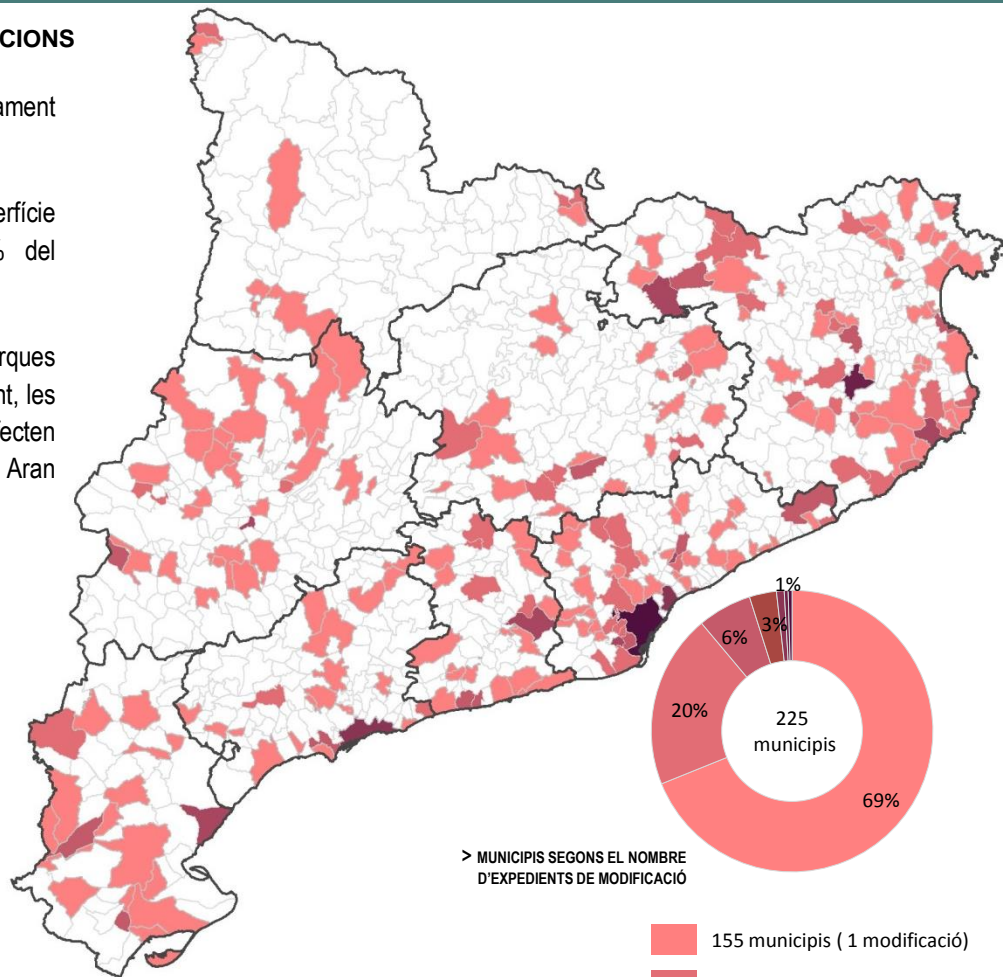 CIONS
ament
erfície
% del
rques
nt, les
fecten
Aran
1%
3%
6%
20%
225
municipis
69%
> MUNICIPIS SEGONS EL NOMBRE
D'EXPEDIENTS DE MODIFICACIÓ
155 municipis ( 1 modificació)